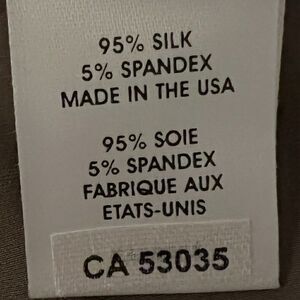 95% SILK
5% SPANDEX
MADE IN THE USA
95% SOIE
5% SPANDEX
FABRIQUE AUX
ETATS-UNIS
CA 53035